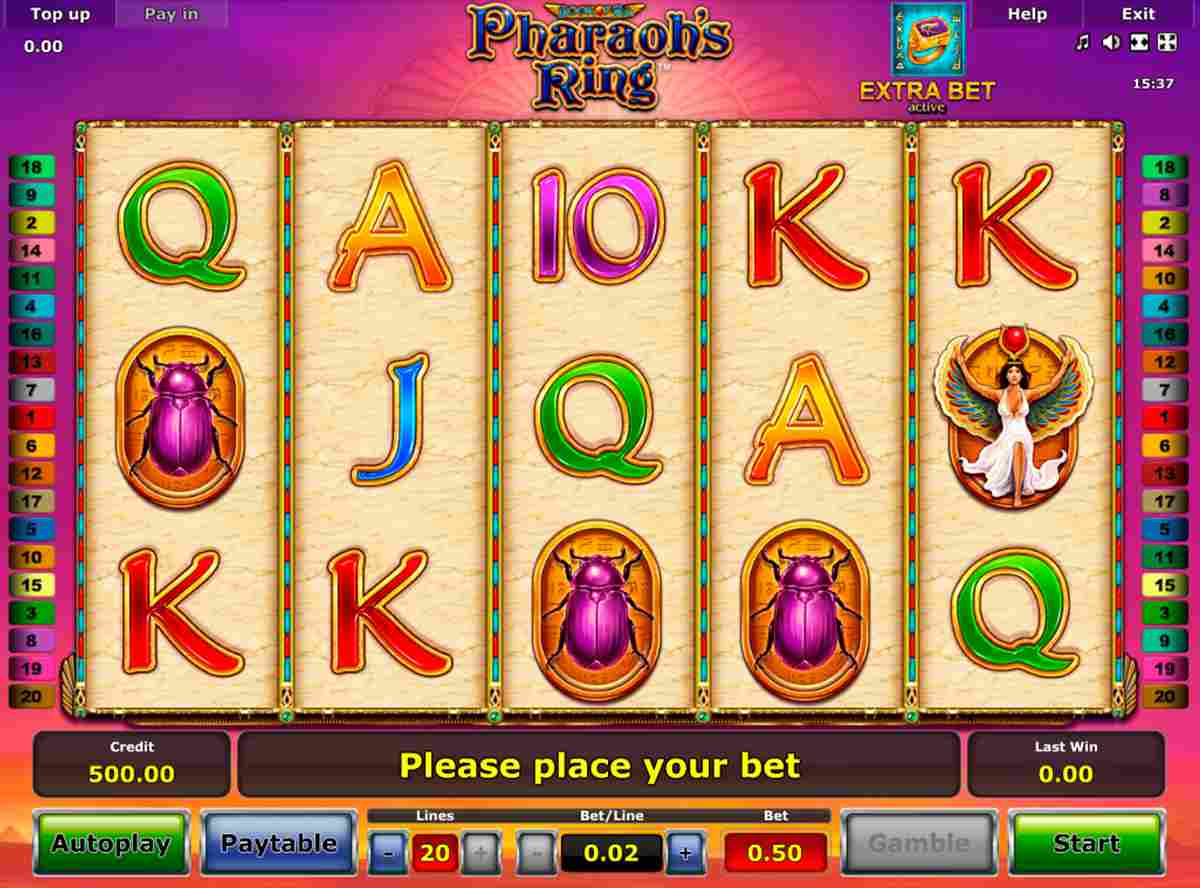 Top up
Pay in
0.00
Pharaoh's
Ring™
EXTRA BET
active
Help
Exit
15:37
18
9
2
14
11
4
16
13
7
1
6
12
17
5
10
15
3
8
19
20
Q A 10 K K
J Q A
K K Q
18
8
2
14
10
4
16
12
7
1
6
13
17
5
11
15
3
9
19
20
Credit
500.00
Please place your bet
Last Win
0.00
Autoplay
Paytable
Lines
- 20 +
Bet/Line
- 0.02 +
Bet
0.50
Gamble
Start